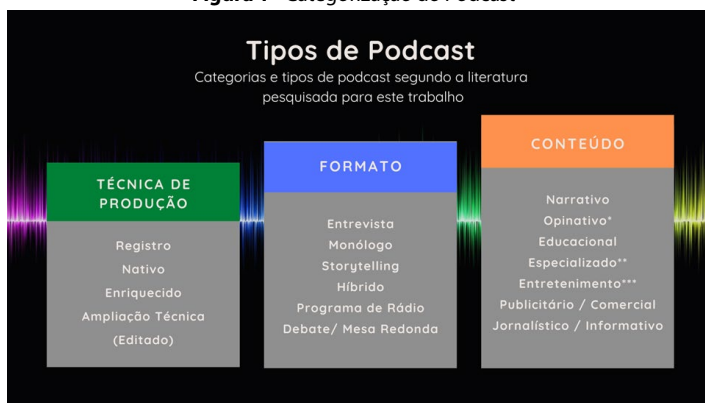 Tipos de Podcast
Categorias e tipos de podcast segundo a literatura
pesquisada para este trabalho
TÉCNICA DE
PRODUÇÃO
Registro
Nativo
Enriquecido
Ampliação Técnica
(Editado)
FORMATO
Entrevista
Monólogo
Storytelling
Híbrido
Programa de Rádio
Debate/ Mesa Redonda
CONTEÚDO
Narrativo
Opinativo*
Educacional
Especializado**
Entretenimento***
Publicitário / Comercial
Jornalístico / Informativo